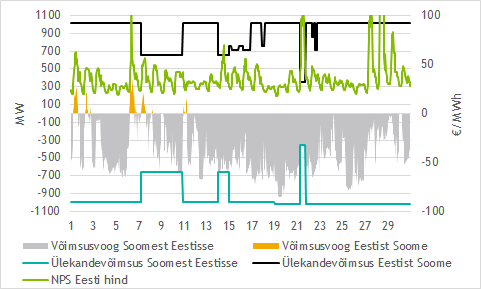 1100
900
700
500
300
100
-100
-300
-500
-700
-900
-1100
MW
100
50
0
-50
-100
€/MWh
1 3 5 7 9 11 13 15 17 19 21 23 25 27 29
Võimsusvoog Soomest Eestisse
Võimsusvoog Eestist Soome
Ülekandevõimsus Soomest Eestisse
Ülekandevõimsus Eestist Soome
NPS Eesti hind